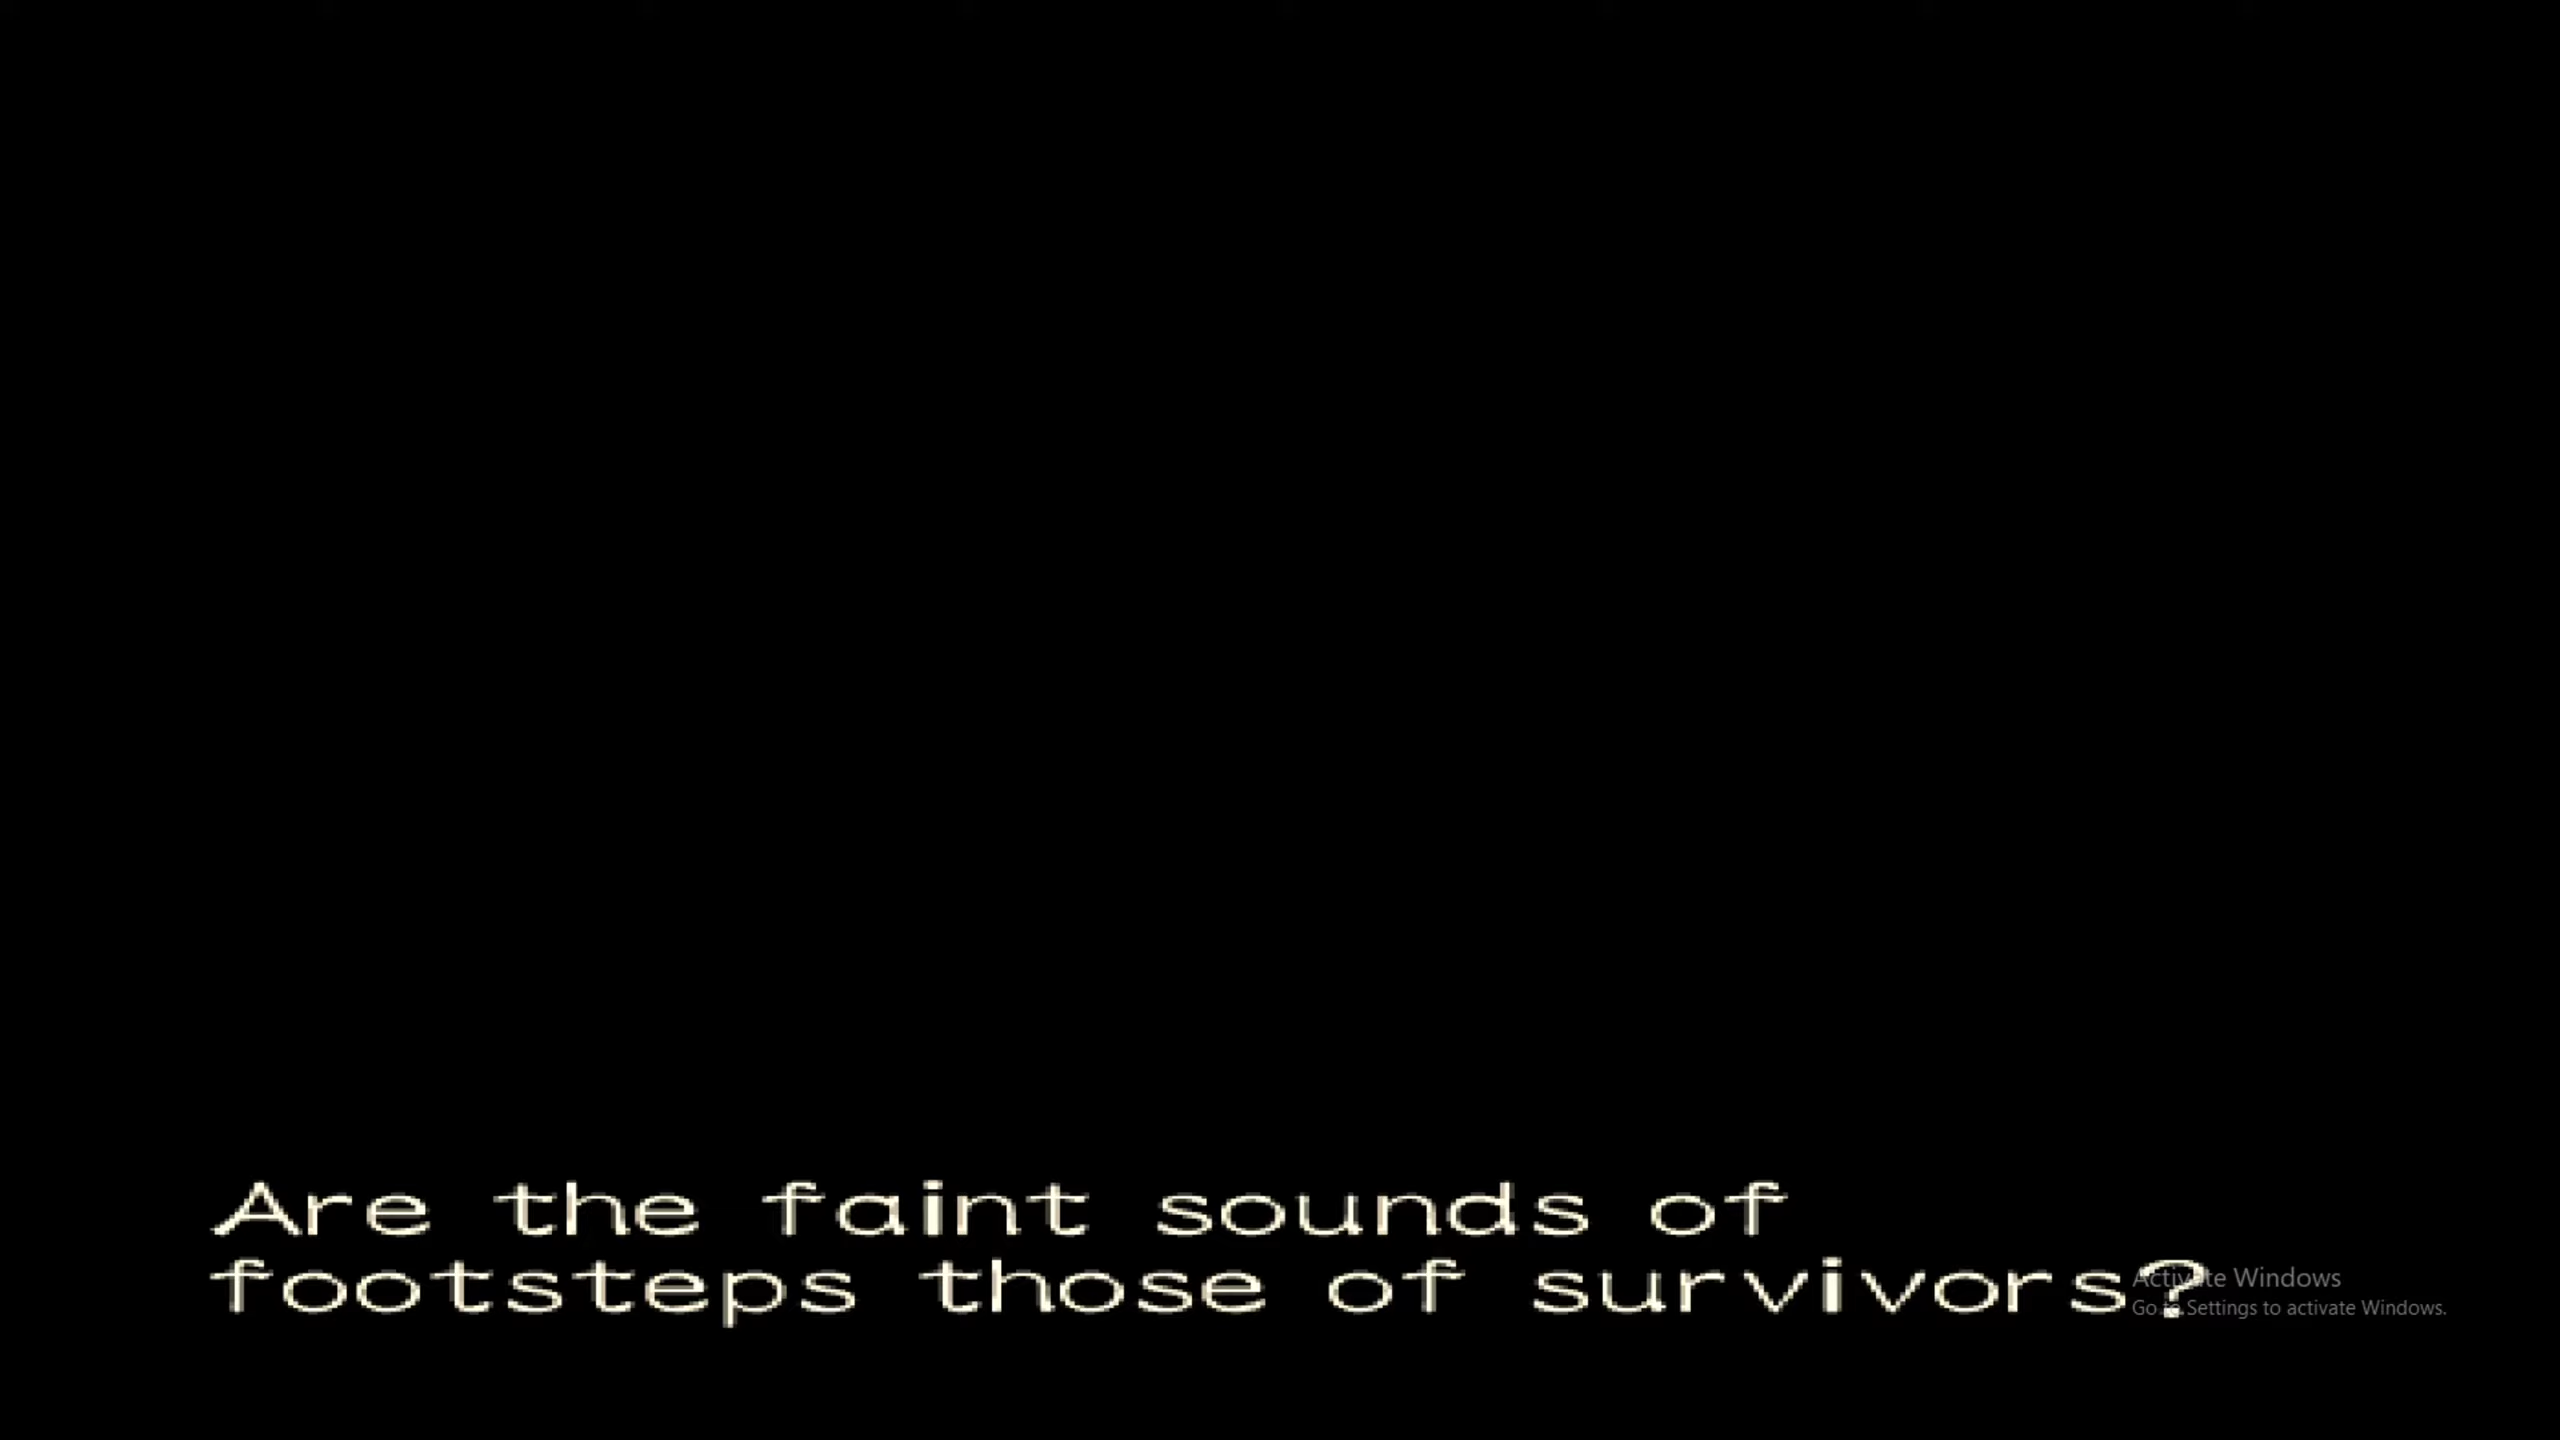 Are the faint sounds of
footsteps those of survivors?
Activate Windows
Go to Settings to activate Windows.